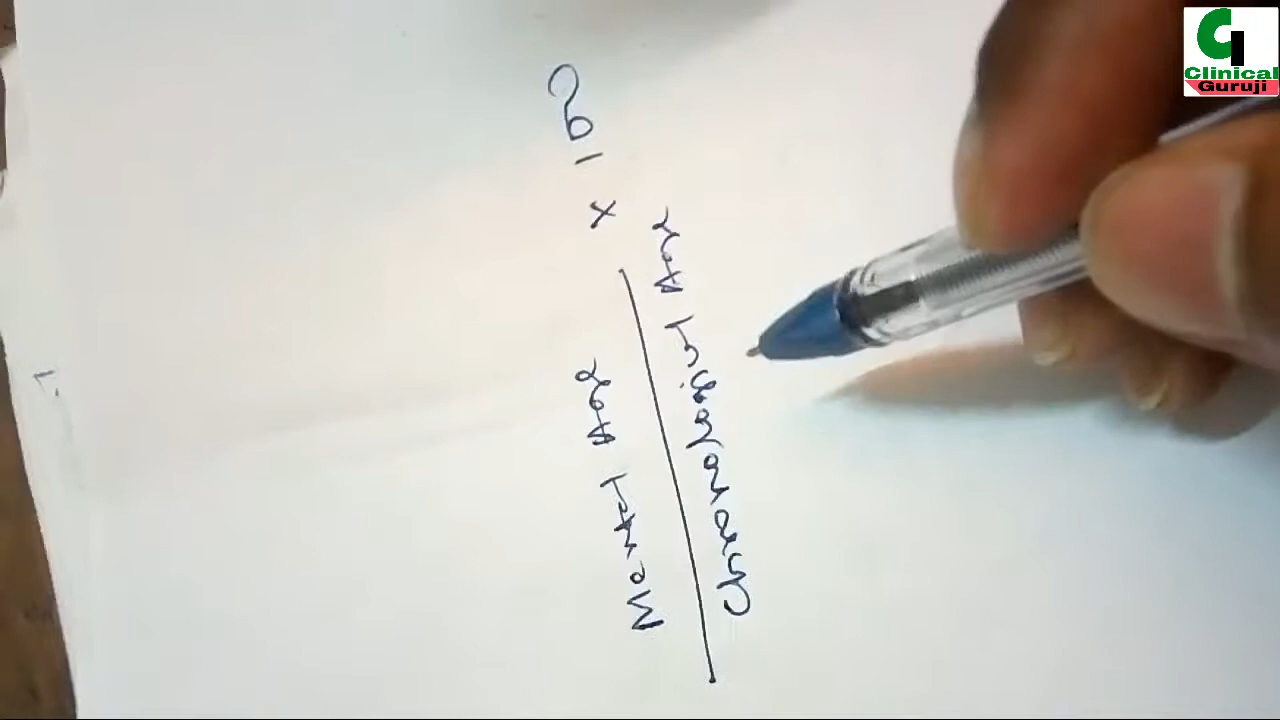 Mental Age
x 100
Chronological Age
Clinical
Guruji